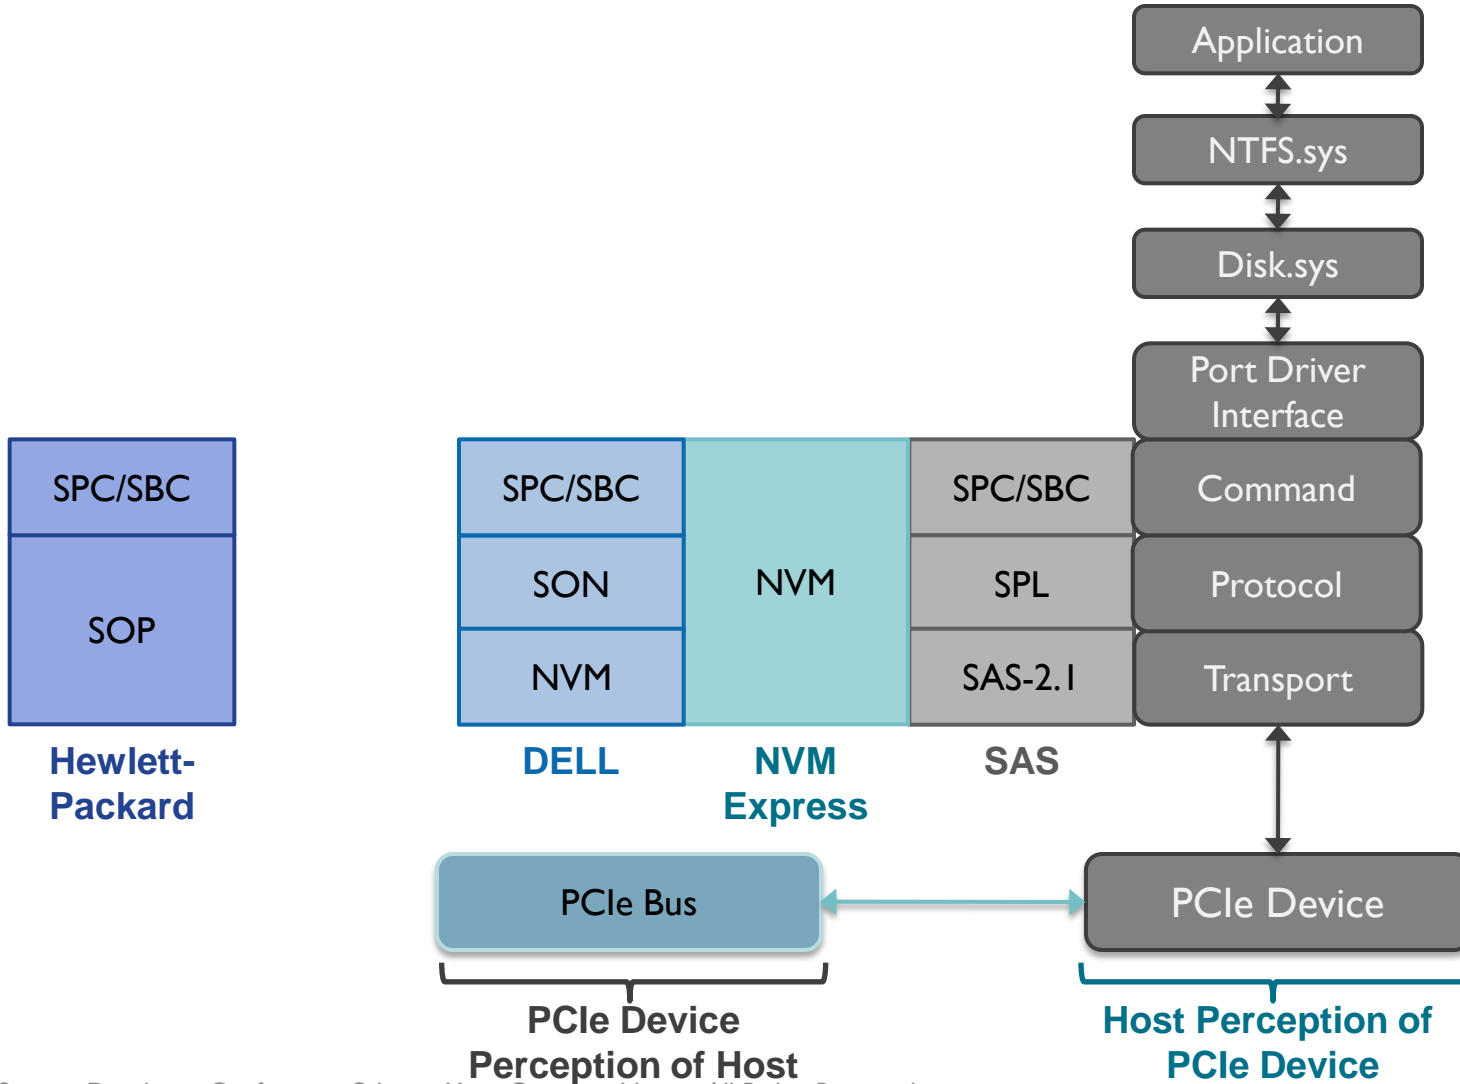 Application
NTFS.sys
Disk.sys
Port Driver
Interface
SPC/SBC
SPC/SBC
SPC/SBC
Command
SOP
SON
NVM
SPL
Protocol
NVM
SAS-2.1
Transport
Hewlett-
Packard
DELL
NVM
Express
SAS
PCIe Bus
PCIe Device
PCIe Device
Perception of Host
Host Perception of
PCIe Device